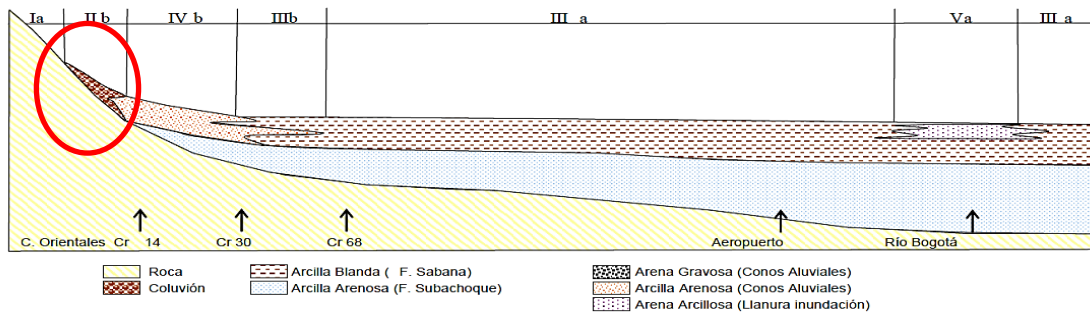 Ia II b IV b IIIb III a Va III a
C. Orientales Cr 14 Cr 30 Cr 68 Aeropuerto Río Bogotá
Roca Arcilla Blanda ( F. Sabana) Arena Gravosa (Conos Aluviales)
Coluvión Arcilla Arenosa (F. Subachoque) Arcilla Arenosa (Conos Aluviales)
Arena Arcillosa (Llanura inundación)